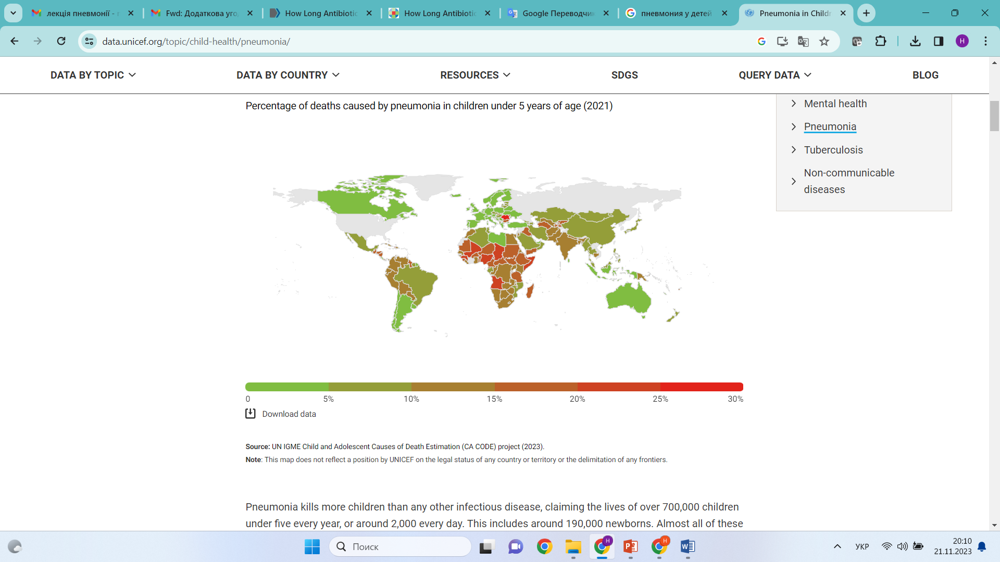 лекція пневмонії -
Fwd: Додаткова уго
How Long Antibiotic
How Long Antibiotic
Google Переводчик
пневмония у детей
Pneumonia in Childr
data.unicef.org/topic/child-health/pneumonia/
H
DATA BY TOPIC
DATA BY COUNTRY
RESOURCES
SDGS
QUERY DATA
BLOG
Percentage of deaths caused by pneumonia in children under 5 years of age (2021)
Mental health
Pneumonia
Tuberculosis
Non-communicable
diseases
0 5% 10% 15% 20% 25% 30%
Download data
Source: UN IGME Child and Adolescent Causes of Death Estimation (CA CODE) project (2023).
Note: This map does not reflect a position by UNICEF on the legal status of any country or territory or the delimitation of any frontiers.
Pneumonia kills more children than any other infectious disease, claiming the lives of over 700,000 children
under five every year, or around 2,000 every day. This includes around 190,000 newborns. Almost all of these
Поиск
H
H
УКР
20:10
21.11.2023